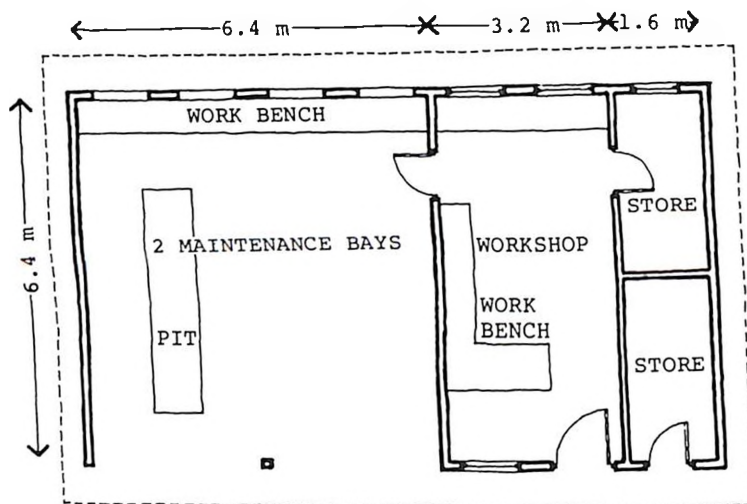 6.4 m
3.2 m
1.6 m
WORK BENCH
6.4 m
STORE
2 MAINTENANCE BAYS
WORKSHOP
WORK
BENCH
PIT
STORE